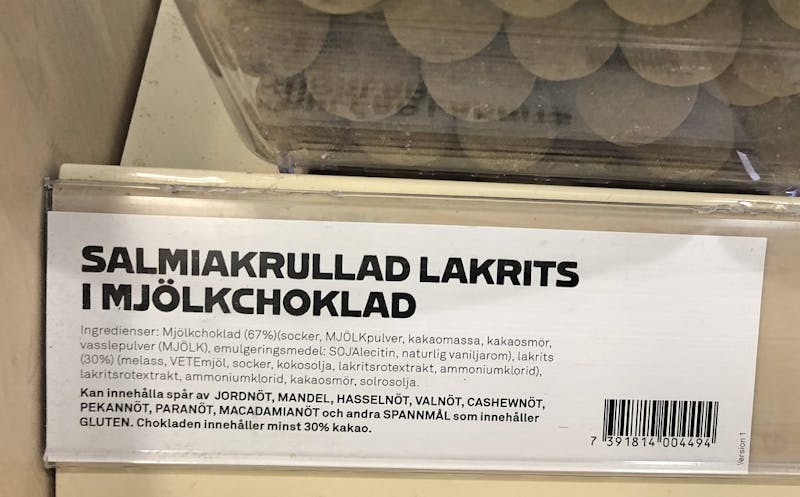 SALMIAKRULLAD LAKRITS
I MJÖLKCHOKLAD
Ingredienser: Mjölkchoklad (67%)(socker, MJÖLKpulver, kakaomassa, kakaosmör,
vasslepulver (MJÖLK), emulgeringsmedel: SOJAlecitin, naturlig vaniljarom), lakrits
(30%) (melass, VETEmjöl, socker, kokosolja, lakritsrotextrakt, ammoniumklorid),
lakritsrotextrakt, ammoniumklorid, kakaosmör, solrosolja.
Kan innehålla spår av JORDNÖT, MANDEL, HASSELNÖT, VALNÖT, CASHEWNÖT,
PEKANNÖT, PARANÖT, MACADAMIANÖT och andra SPANNMÅL som innehåller
GLUTEN. Chokladen innehåller minst 30% kakao.
7 391814 004494
Version 1